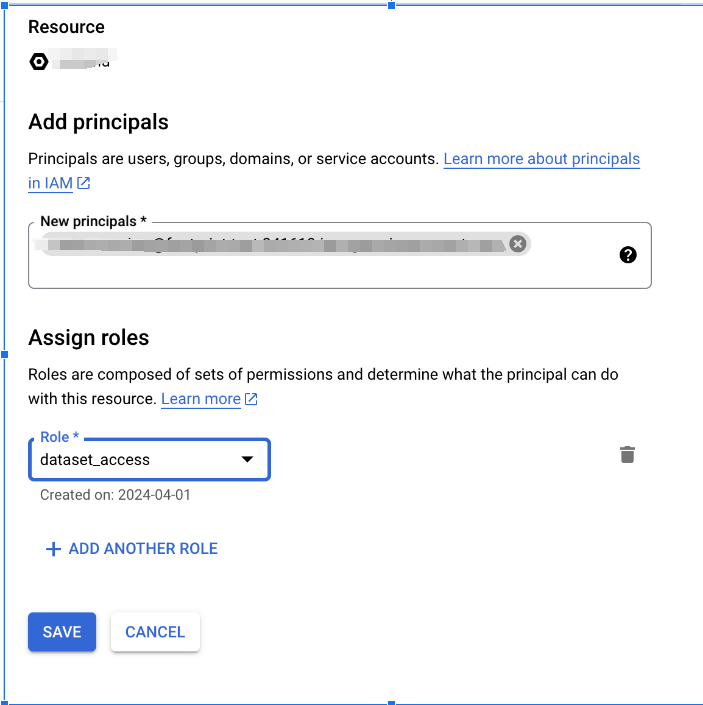 Resource
Add principals
Principals are users, groups, domains, or service accounts. Learn more about principals
in IAM
New principals *
Assign roles
Roles are composed of sets of permissions and determine what the principal can do
with this resource. Learn more
Role *
dataset_access
Created on: 2024-04-01
ADD ANOTHER ROLE
SAVE CANCEL